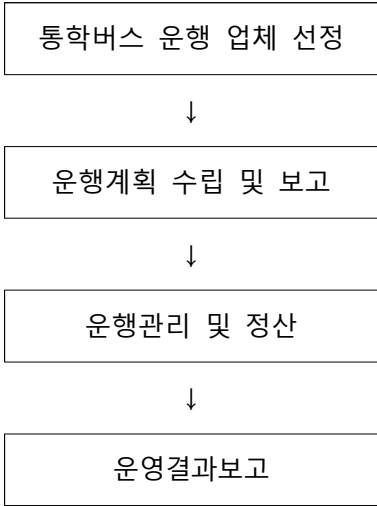 통학버스 운행 업체 선정
↓
운행계획 수립 및 보고
↓
운행관리 및 정산
↓
운영결과보고